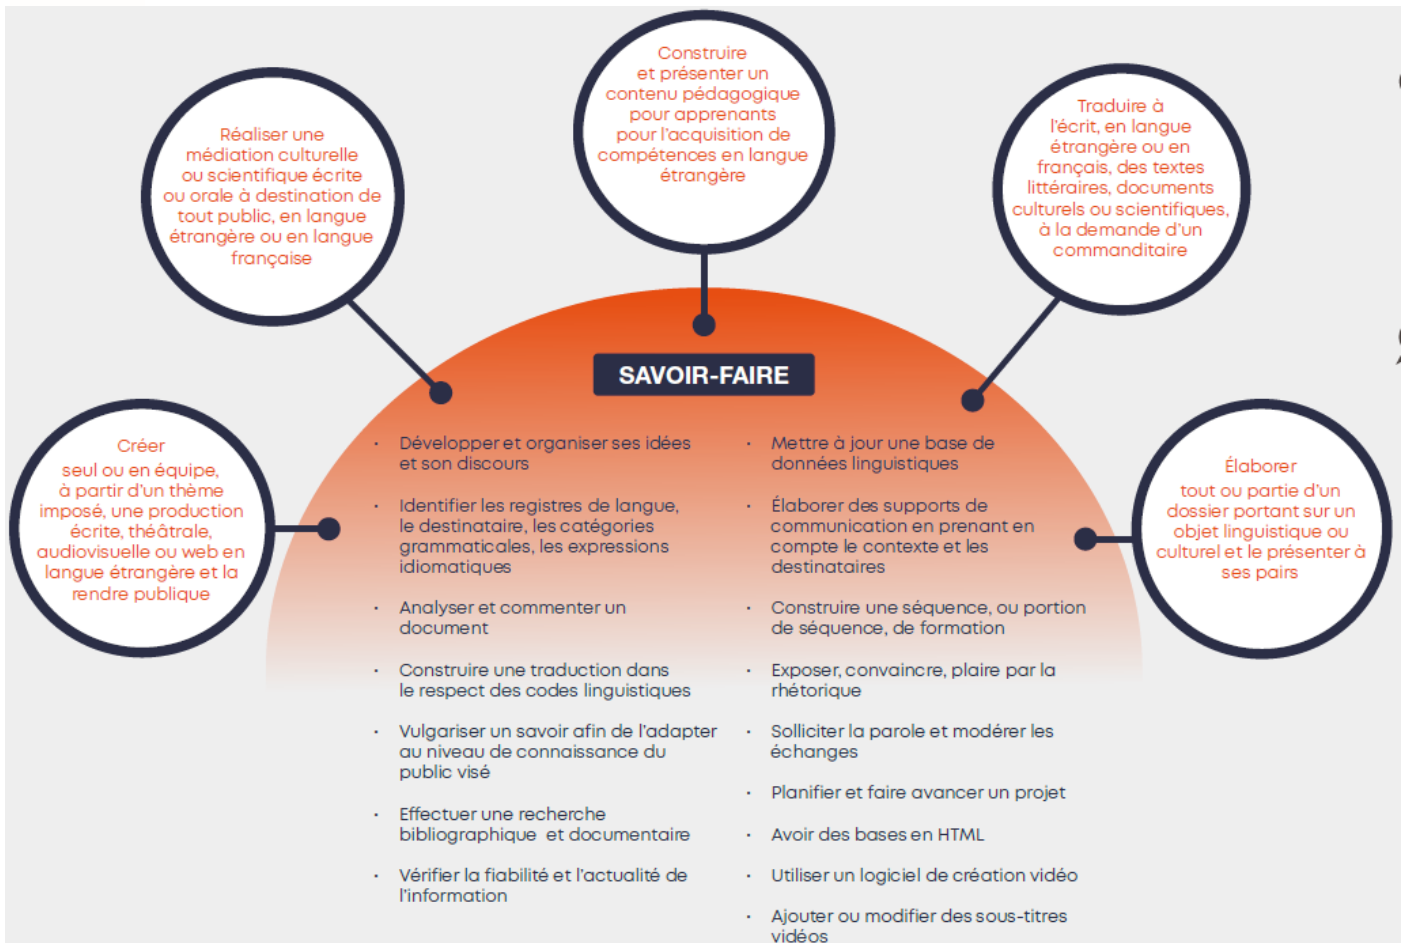 Construire
et présenter un
contenu pédagogique
pour apprenants
pour l'acquisition de
compétences en langue
étrangère
Réaliser une
médiation culturelle
ou scientifique écrite
ou orale à destination de
tout public, en langue
étrangère ou en langue
française
Traduire à
l'écrit, en langue
étrangère ou en
français, des textes
littéraires, documents
culturels ou scientifiques,
à la demande d'un
commanditaire
Créer
seul ou en équipe,
à partir d'un thème
imposé, une production
écrite, théâtrale,
audiovisuelle ou web en
langue étrangère et la
rendre publique
Élaborer
tout ou partie d'un
dossier portant sur un
objet linguistique ou
culturel et le présenter à
ses pairs
SAVOIR-FAIRE
· Développer et organiser ses idées
et son discours
· Identifier les registres de langue,
le destinataire, les catégories
grammaticales, les expressions
idiomatiques
· Analyser et commenter un
document
· Construire une traduction dans
le respect des codes linguistiques
· Vulgariser un savoir afin de l'adapter
au niveau de connaissance du
public visé
· Effectuer une recherche
bibliographique et documentaire
· Vérifier la fiabilité et l'actualité de
l'information
· Mettre à jour une base de
données linguistiques
· Élaborer des supports de
communication en prenant en
compte le contexte et les
destinataires
· Construire une séquence, ou portion
de séquence, de formation
· Exposer, convaincre, plaire par la
rhétorique
· Solliciter la parole et modérer les
échanges
· Planifier et faire avancer un projet
· Avoir des bases en HTML
· Utiliser un logiciel de création vidéo
· Ajouter ou modifier des sous-titres
vidéos